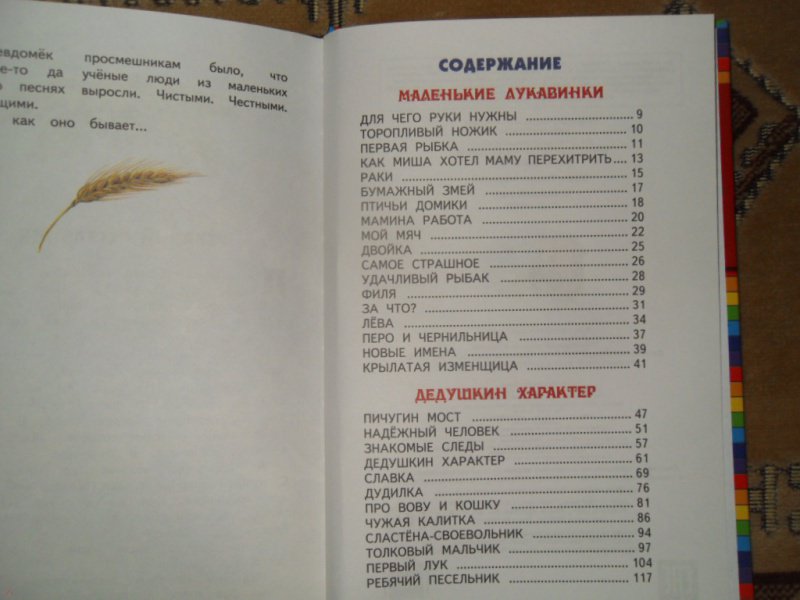 просмешникам было, что
да учёные люди из маленьких
песнях выросли. Чистыми. Честными.
как оно бывает...
СОДЕРЖАНИЕ
МАЛЕНЬКИЕ ЛУКАВИНКИ
ДЛЯ ЧЕГО РУКИ НУЖНЫ 9
ТОРОПЛИВЫЙ НОЖИК 10
ПЕРВАЯ РЫБКА 11
КАК МИША ХОТЕЛ МАМУ ПЕРЕХИТРИТЬ 13
РАКИ 15
БУМАЖНЫЙ ЗМЕЙ 17
ПТИЧЬИ ДОМИКИ 18
МАМИНА РАБОТА 20
МОЙ МЯЧ 22
ДВОЙКА 25
САМОЕ СТРАШНОЕ 26
УДАЧЛИВЫЙ РЫБАК 28
ФИЛЯ 29
ЗА ЧТО? 31
ЛЁВА 34
ПЕРО И ЧЕРНИЛЬНИЦА 37
НОВЫЕ ИМЕНА 39
КРЫЛАТАЯ ИЗМЕНЩИЦА 41
ДЕДУШКИН ХАРАКТЕР
ПИЧУГИН МОСТ 47
НАДЁЖНЫЙ ЧЕЛОВЕК 51
ЗНАКОМЫЕ СЛЕДЫ 57
ДЕДУШКИН ХАРАКТЕР 61
СЛАВКА 69
ДУДИЛКА 76
ПРО ВОВУ И КОШКУ 81
ЧУЖАЯ КАЛИТКА 86
СЛАСТЁНА-СВОЕВОЛЬНИК 94
ТОЛКОВЫЙ МАЛЬЧИК 97
ПЕРВЫЙ ЛУК 104
РЕБЯЧИЙ ПЕСЕЛЬНИК 117